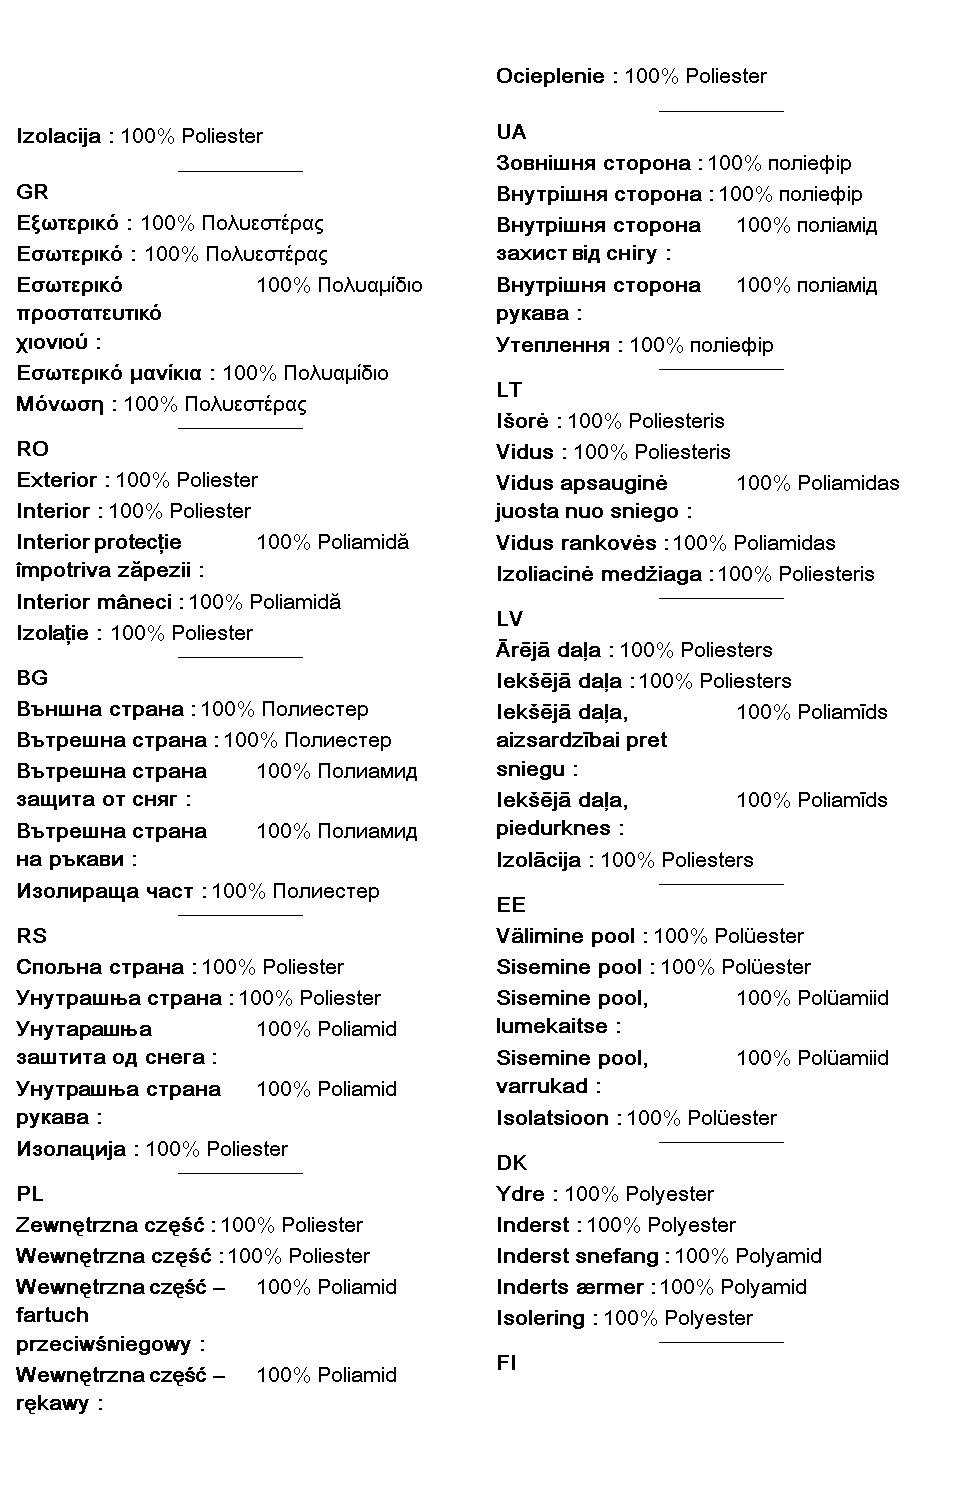 Izolacija : 100% Poliester
GR
Εξωτερικό : 100% Πολυεστέρας
Εσωτερικό : 100% Πολυεστέρας
Εσωτερικό 100% Πολυαμίδιο
προστατευτικό
χιονιού :
Εσωτερικό μανίκια : 100% Πολυαμίδιο
Μόνωση : 100% Πολυεστέρας
RO
Exterior : 100% Poliester
Interior : 100% Poliester
Interior protecție 100% Poliamidă
împotriva zăpezii :
Interior mâneci : 100% Poliamidă
Izolație : 100% Poliester
BG
Външна страна : 100% Полиестер
Вътрешна страна : 100% Полиестер
Вътрешна страна 100% Полиамид
защита от сняг :
Вътрешна страна 100% Полиамид
на ръкави :
Изолираща част : 100% Полиестер
RS
Спољна страна : 100% Poliester
Унутрашња страна : 100% Poliester
Унутарашња 100% Poliamid
заштита од снега :
Унутрашња страна 100% Poliamid
рукава :
Изолација : 100% Poliester
PL
Zewnętrzna część : 100% Poliester
Wewnętrzna część : 100% Poliester
Wewnętrzna część – 100% Poliamid
fartuch
przeciwśniegowy :
Wewnętrzna część – 100% Poliamid
rękawy :
Ocieplenie : 100% Poliester
UA
Зовнішня сторона : 100% поліефір
Внутрішня сторона : 100% поліефір
Внутрішня сторона 100% поліамід
захист від снігу :
Внутрішня сторона 100% поліамід
рукава :
Утеплення : 100% поліефір
LT
Išorė : 100% Poliesteris
Vidus : 100% Poliesteris
Vidus apsauginė 100% Poliamidas
juosta nuo sniego :
Vidus rankovės : 100% Poliamidas
Izoliacinė medžiaga : 100% Poliesteris
LV
Ārējā daļa : 100% Poliesters
Iekšējā daļa : 100% Poliesters
Iekšējā daļa, 100% Poliamīds
aizsardzībai pret
sniegu :
Iekšējā daļa, 100% Poliamīds
piedurknes :
Izolācija : 100% Poliesters
EE
Välimine pool : 100% Polüester
Sisemine pool : 100% Polüester
Sisemine pool, 100% Polüamiid
lumekaitse :
Sisemine pool, 100% Polüamiid
varrukad :
Isolatsioon : 100% Polüester
DK
Ydre : 100% Polyester
Inderst : 100% Polyester
Inderst snefang : 100% Polyamid
Inderts ærmer : 100% Polyamid
Isolering : 100% Polyester
FI